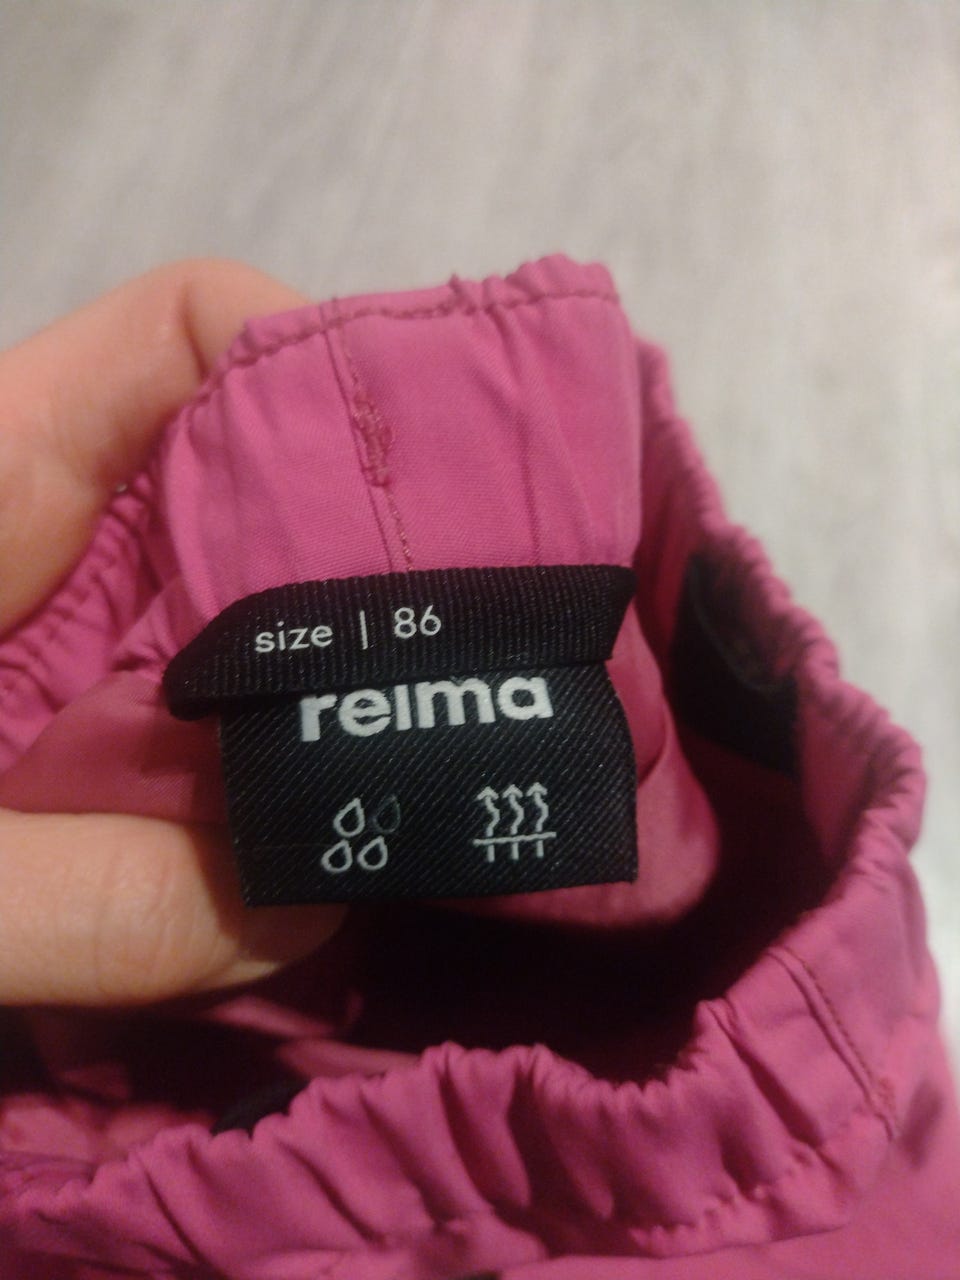 size | 86
reima